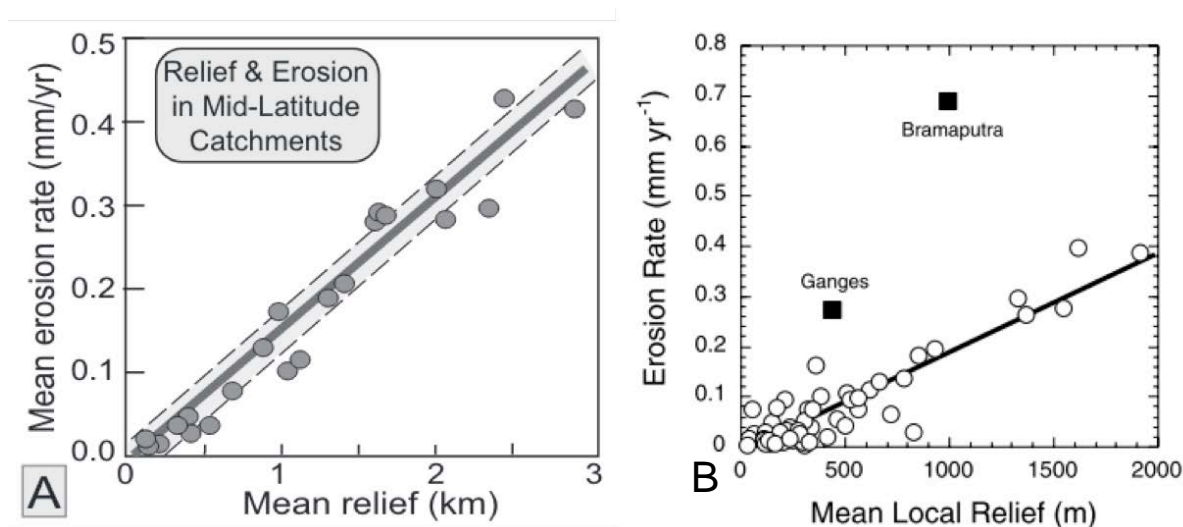 Relief & Erosion
in Mid-Latitude
Catchments
Mean erosion rate (mm/yr)
0.5
0.4
0.3
0.2
0.1
0.0
0
1
2
3
Mean relief (km)
A
Erosion Rate (mm yr-1)
0.8
0.7
0.6
0.5
0.4
0.3
0.2
0.1
0
Bramaputra
Ganges
0
500
1000
1500
2000
Mean Local Relief (m)
B